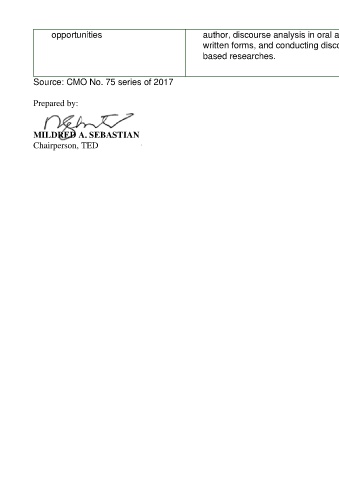 opportunities
author, discourse analysis in oral a
written forms, and conducting disc
based researches.
Source: CMO No. 75 series of 2017
Prepared by:
MILDRED A. SEBASTIAN
Chairperson, TED